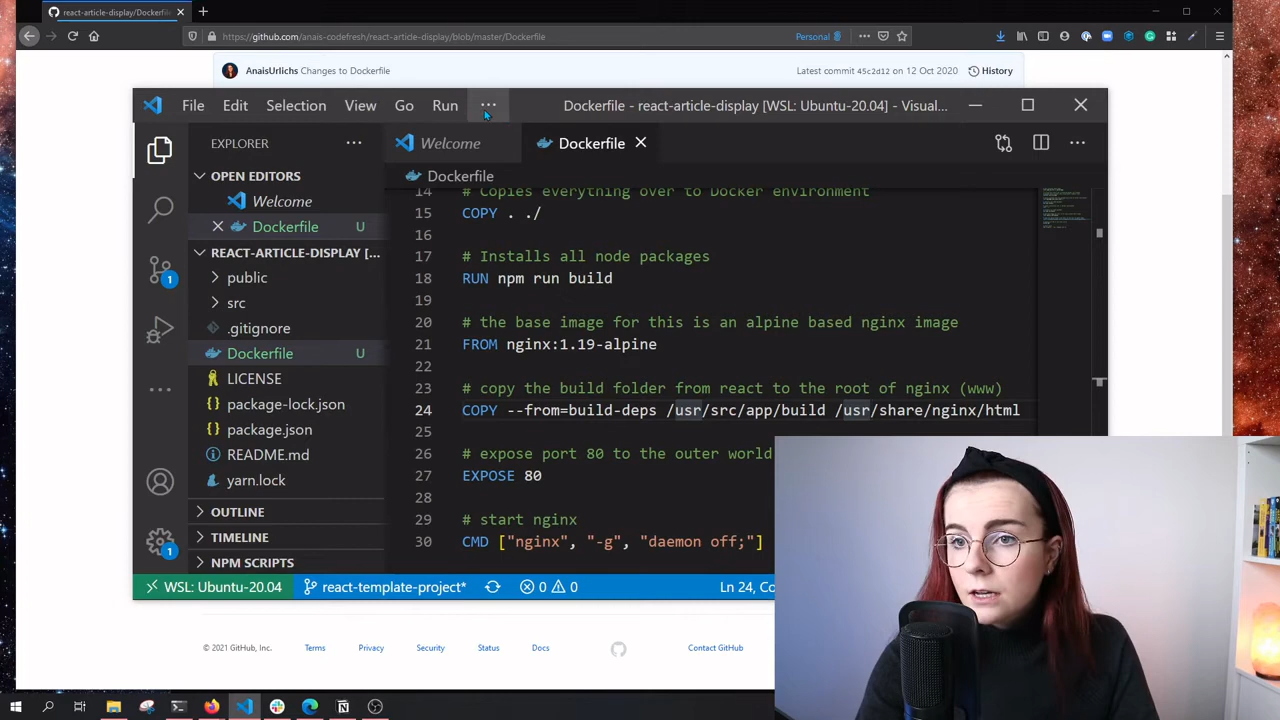 react-article-display/Dockerfil
https://github.com/anais-codefresh/react-article-display/blob/master/Dockerfile
Personal
AnaisUrlichs Changes to Dockerfile
Latest commit 45c2d12 on 12 Oct 2020 History
File Edit Selection View Go Run ···
Dockerfile - react-article-display [WSL: Ubuntu-20.04] - Visual...
EXPLORER ···
Welcome
Dockerfile
OPEN EDITORS
Welcome
Dockerfile U
REACT-ARTICLE-DISPLAY [...
public
src
.gitignore
Dockerfile U
LICENSE
package-lock.json
package.json
README.md
yarn.lock
OUTLINE
TIMELINE
NPM SCRIPTS
1
1
Dockerfile
14 # Copies everything over to Docker environment
15 COPY . ./
16
17 # Installs all node packages
18 RUN npm run build
19
20 # the base image for this is an alpine based nginx image
21 FROM nginx:1.19-alpine
22
23 # copy the build folder from react to the root of nginx (www)
24 COPY --from=build-deps /usr/src/app/build /usr/share/nginx/html
25
26 # expose port 80 to the outer world
27 EXPOSE 80
28
29 # start nginx
30 CMD ["nginx", "-g", "daemon off;"]
WSL: Ubuntu-20.04 react-template-project* 0 0 Ln 24, Co
© 2021 GitHub, Inc. Terms Privacy Security Status Docs Contact GitHub